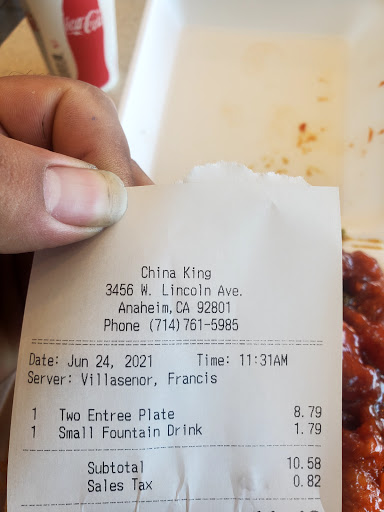 Coca-Cola
China King
3456 W. Lincoln Ave.
Anaheim, CA 92801
Phone (714)761-5985
Date: Jun 24, 2021 Time: 11:31AM
Server: Villasenor, Francis
1 Two Entree Plate 8.79
1 Small Fountain Drink 1.79
Subtotal 10.58
Sales Tax 0.82